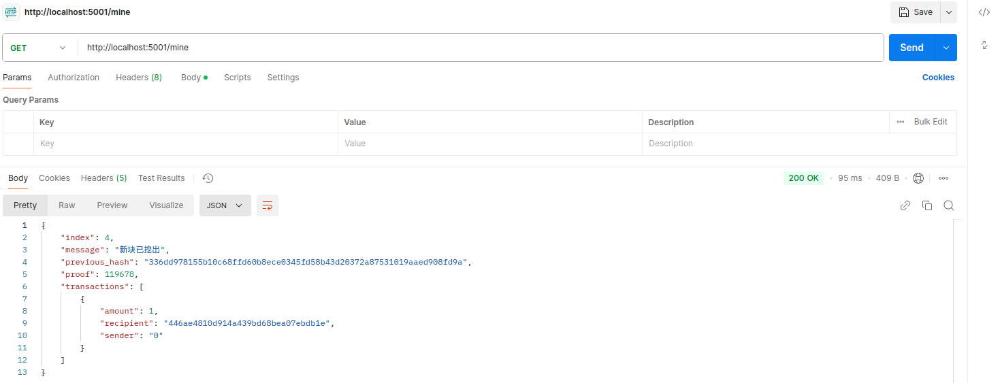 HTTP http://localhost:5001/mine Save </>
GET http://localhost:5001/mine Send
Params Authorization Headers (8) Body Scripts Settings Cookies
Query Params
Key Value Description Bulk Edit
Key Value Description
Body Cookies Headers (5) Test Results 200 OK 95 ms 409 B
Pretty Raw Preview Visualize JSON
1 {
2 "index": 4,
3 "message": "新块已挖出",
4 "previous_hash": "336dd978155b10c68ffd60b8ece0345fd58b43d20372a87531019aaed908fd9a",
5 "proof": 119678,
6 "transactions": [
7 {
8 "amount": 1,
9 "recipient": "446ae4810d914a439bd68bea07ebdb1e",
10 "sender": "0"
11 }
12 ]
13 }